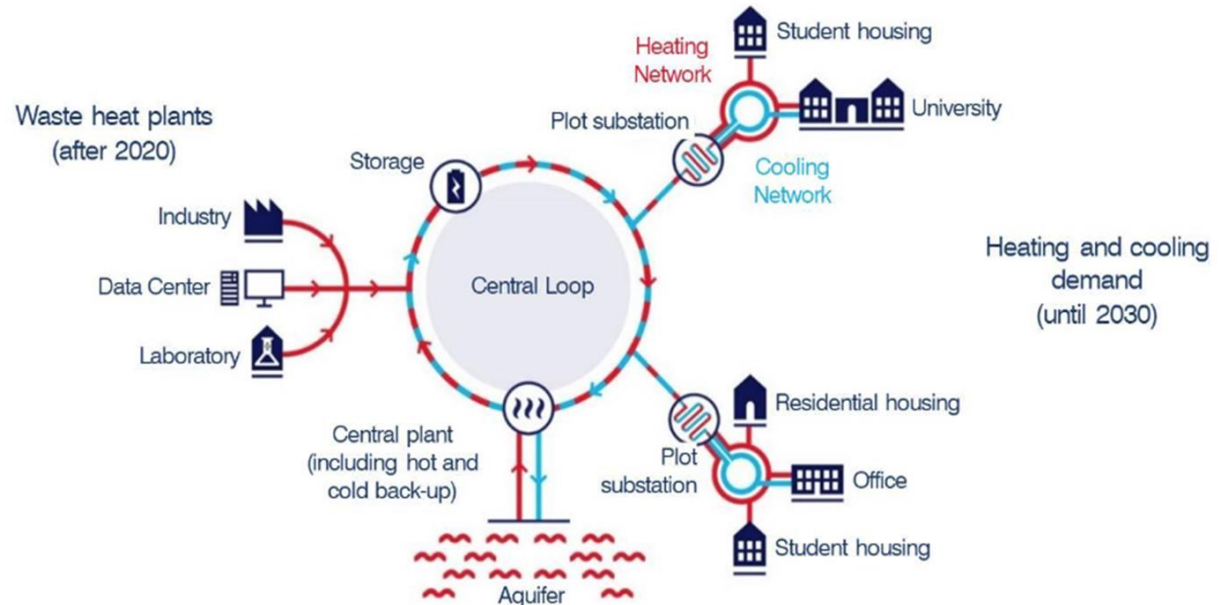 Waste heat plants
(after 2020)
Industry
Data Center
Laboratory
Storage
Central Loop
Central plant
(including hot and
cold back-up)
Aquifer
Heating
Network
Plot substation
Cooling
Network
Student housing
University
Heating and cooling
demand
(until 2030)
Plot
substation
Residential housing
Office
Student housing